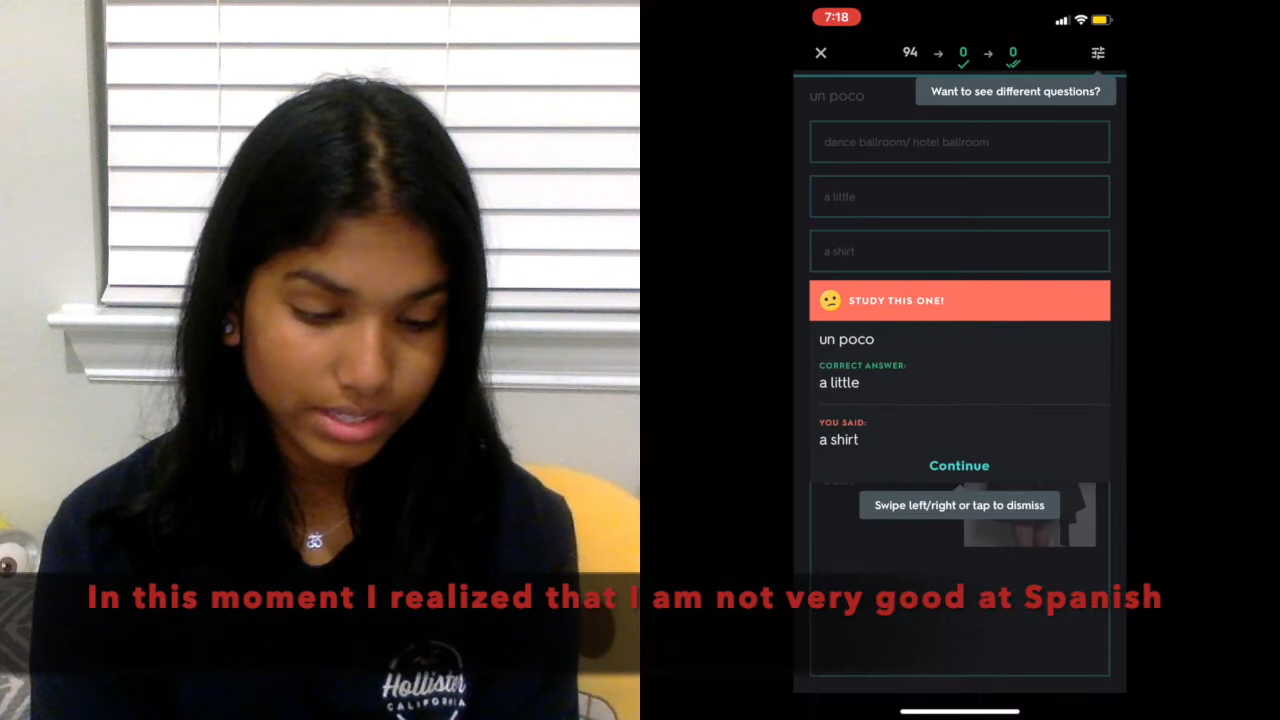 7:18
94 → 0 → 0
Want to see different questions?
un poco
dance ballroom/ hotel ballroom
a little
a shirt
STUDY THIS ONE!
un poco
CORRECT ANSWER:
a little
YOU SAID:
a shirt
Continue
Swipe left/right or tap to dismiss
In this moment I realized that I am not very good at Spanish
Hollister
CALIFORNIA